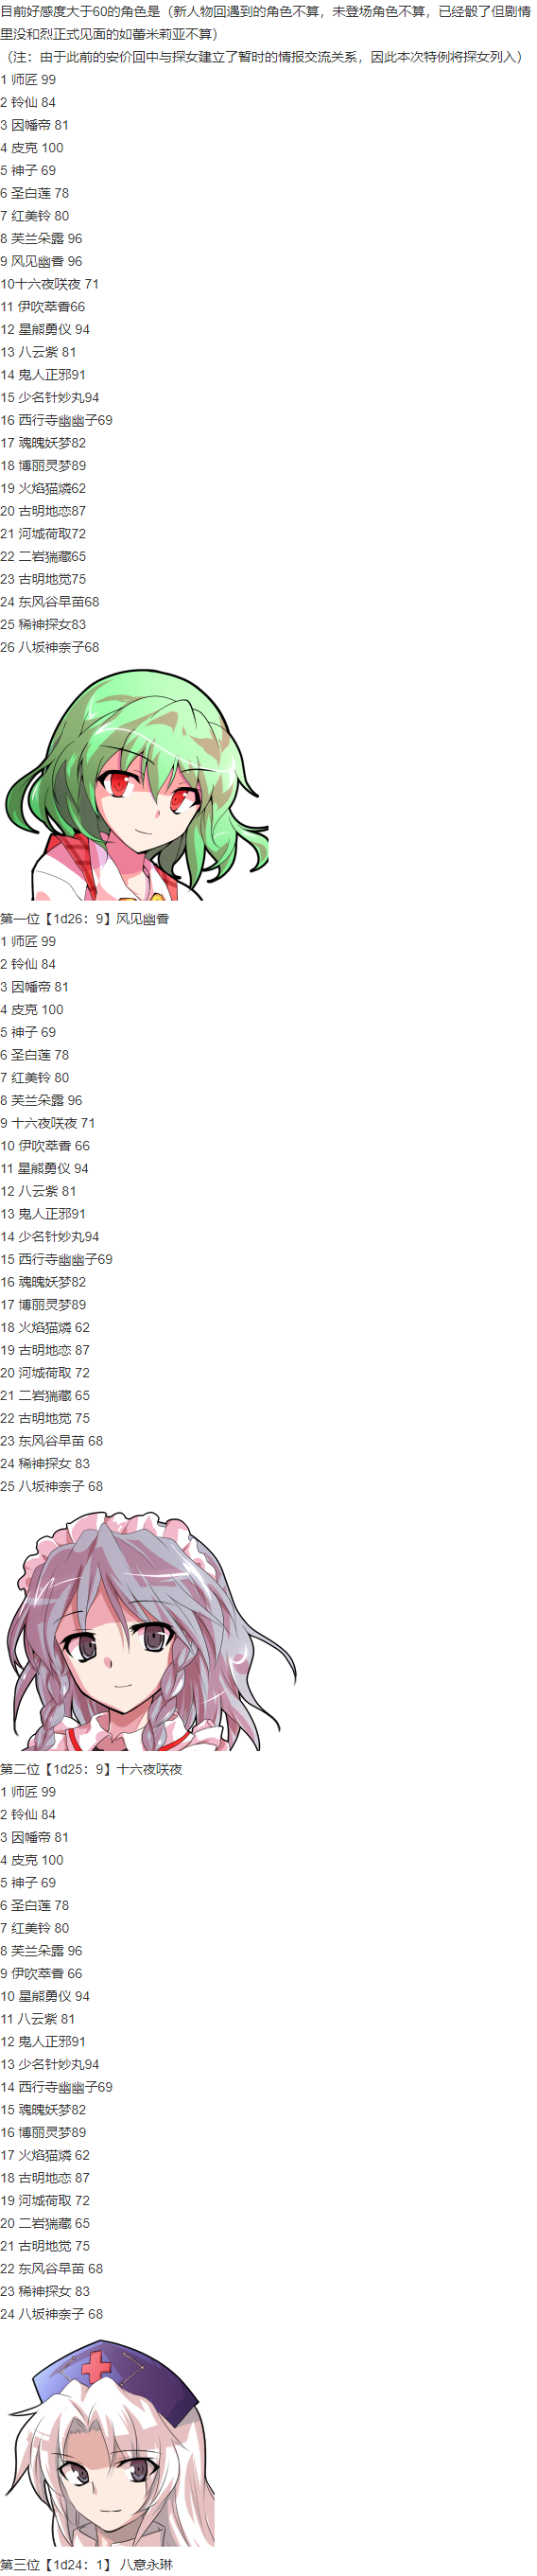 目前好感度大于60的角色是（新人物回遇到的角色不算，未登场角色不算，已经骰了但剧情
里没和烈正式见面的如蕾米莉亚不算）
（注：由于此前的安价回中与探女建立了暂时的情报交流关系，因此本次特例将探女列入）
1 师匠 99
2 铃仙 84
3 因幡帝 81
4 皮克 100
5 神子 69
6 圣白莲 78
7 红美铃 80
8 芙兰朵露 96
9 风见幽香 96
10十六夜咲夜 71
11 伊吹萃香66
12 星熊勇仪 94
13 八云紫 81
14 鬼人正邪91
15 少名针妙丸94
16 西行寺幽幽子69
17 魂魄妖梦82
18 博丽灵梦89
19 火焰猫燐62
20 古明地恋87
21 河城荷取72
22 二岩猯藏65
23 古明地觉75
24 东风谷早苗68
25 稀神探女83
26 八坂神奈子68
第一位【1d26：9】风见幽香
1 师匠 99
2 铃仙 84
3 因幡帝 81
4 皮克 100
5 神子 69
6 圣白莲 78
7 红美铃 80
8 芙兰朵露 96
9 十六夜咲夜 71
10 伊吹萃香 66
11 星熊勇仪 94
12 八云紫 81
13 鬼人正邪91
14 少名针妙丸94
15 西行寺幽幽子69
16 魂魄妖梦82
17 博丽灵梦89
18 火焰猫燐 62
19 古明地恋 87
20 河城荷取 72
21 二岩猯藏 65
22 古明地觉 75
23 东风谷早苗 68
24 稀神探女 83
25 八坂神奈子 68
第二位【1d25：9】十六夜咲夜
1 师匠 99
2 铃仙 84
3 因幡帝 81
4 皮克 100
5 神子 69
6 圣白莲 78
7 红美铃 80
8 芙兰朵露 96
9 伊吹萃香 66
10 星熊勇仪 94
11 八云紫 81
12 鬼人正邪91
13 少名针妙丸94
14 西行寺幽幽子69
15 魂魄妖梦82
16 博丽灵梦89
17 火焰猫燐 62
18 古明地恋 87
19 河城荷取 72
20 二岩猯藏 65
21 古明地觉 75
22 东风谷早苗 68
23 稀神探女 83
24 八坂神奈子 68
第三位【1d24：1】 八意永琳